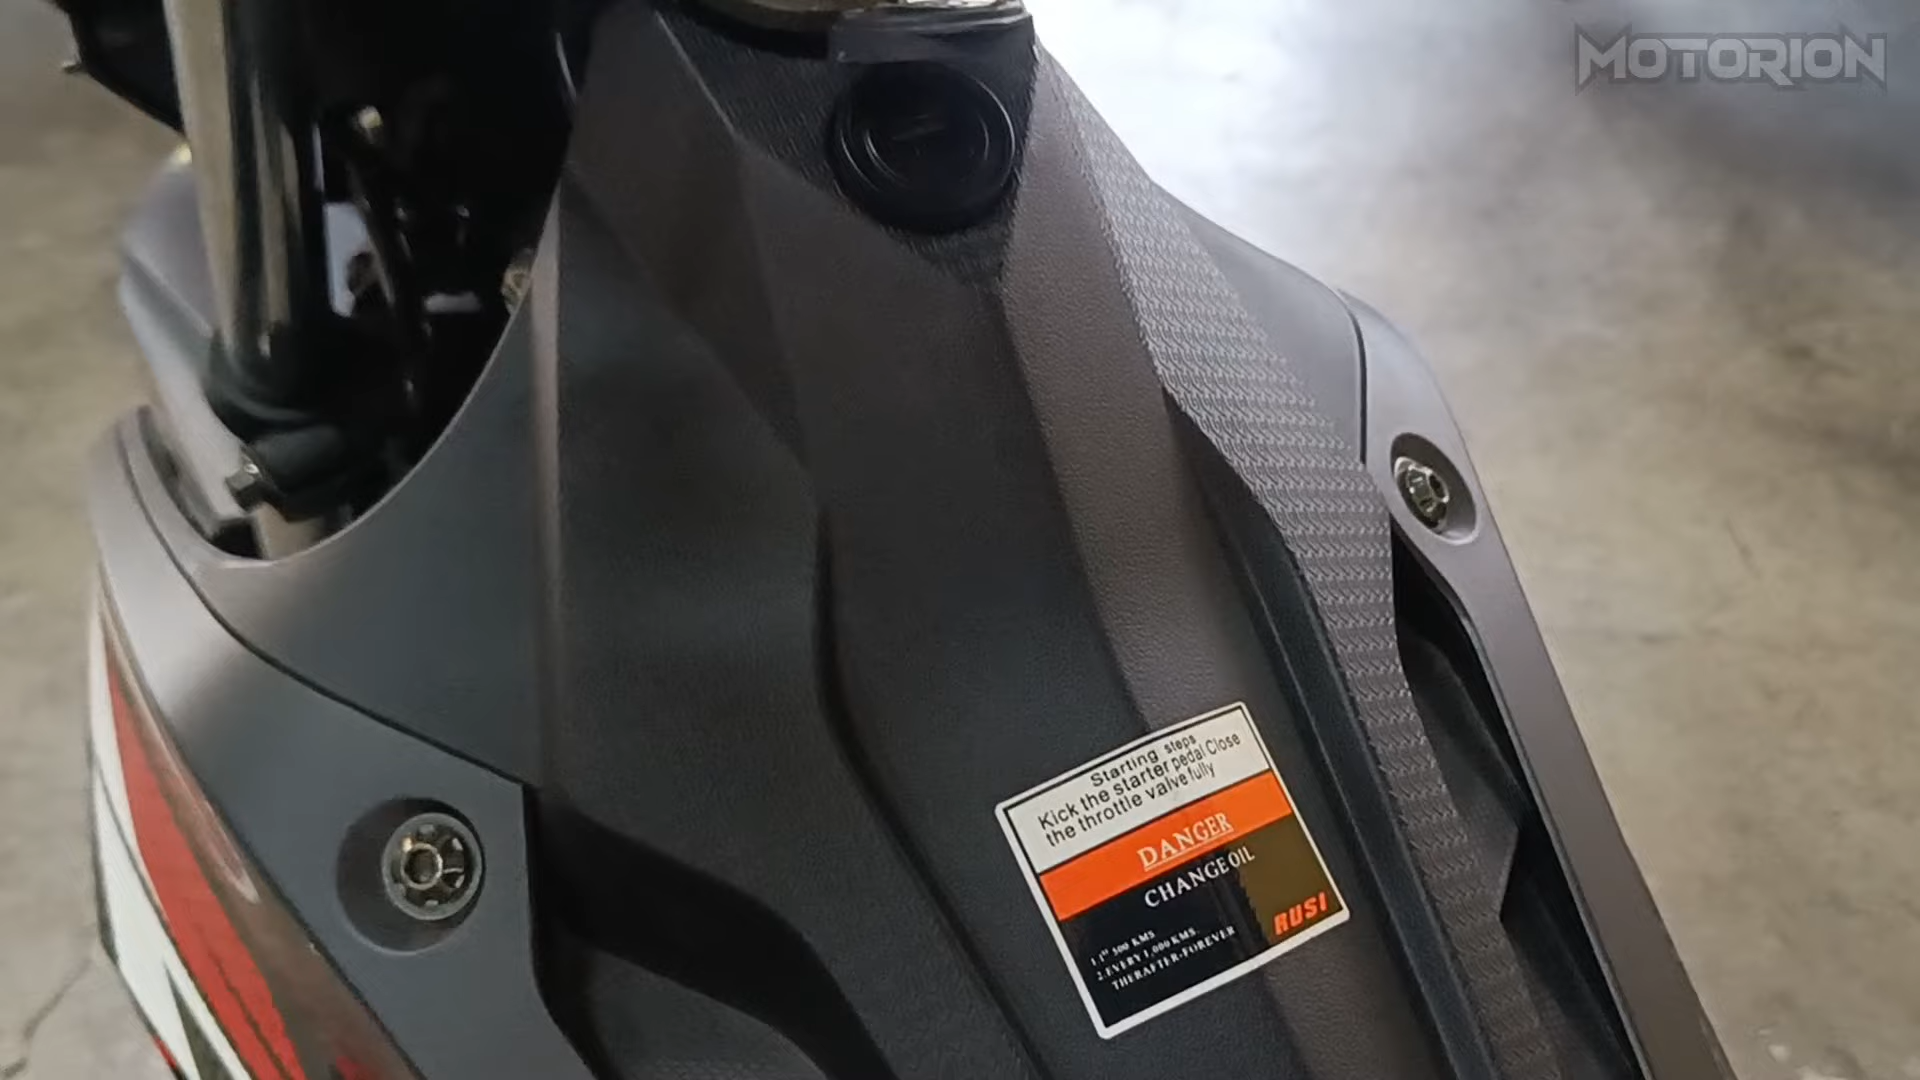 MOTORION
Starting steps
Kick the starter pedal Close
the throttle valve fully
DANGER
CHANGE OIL
1.1st 500 KMS
2.EVERY 1,000 KMS.
THERAFTER-FOREVER
RUSI